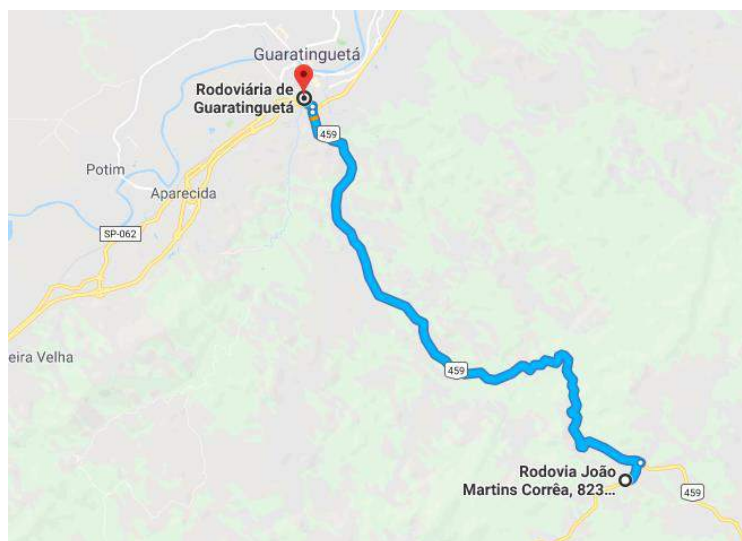 Guaratinguetá
Rodoviária de
Guaratinguetá
459
Potim
Aparecida
SP-062
eira Velha
459
Rodovia João
Martins Corrêa, 823...
459